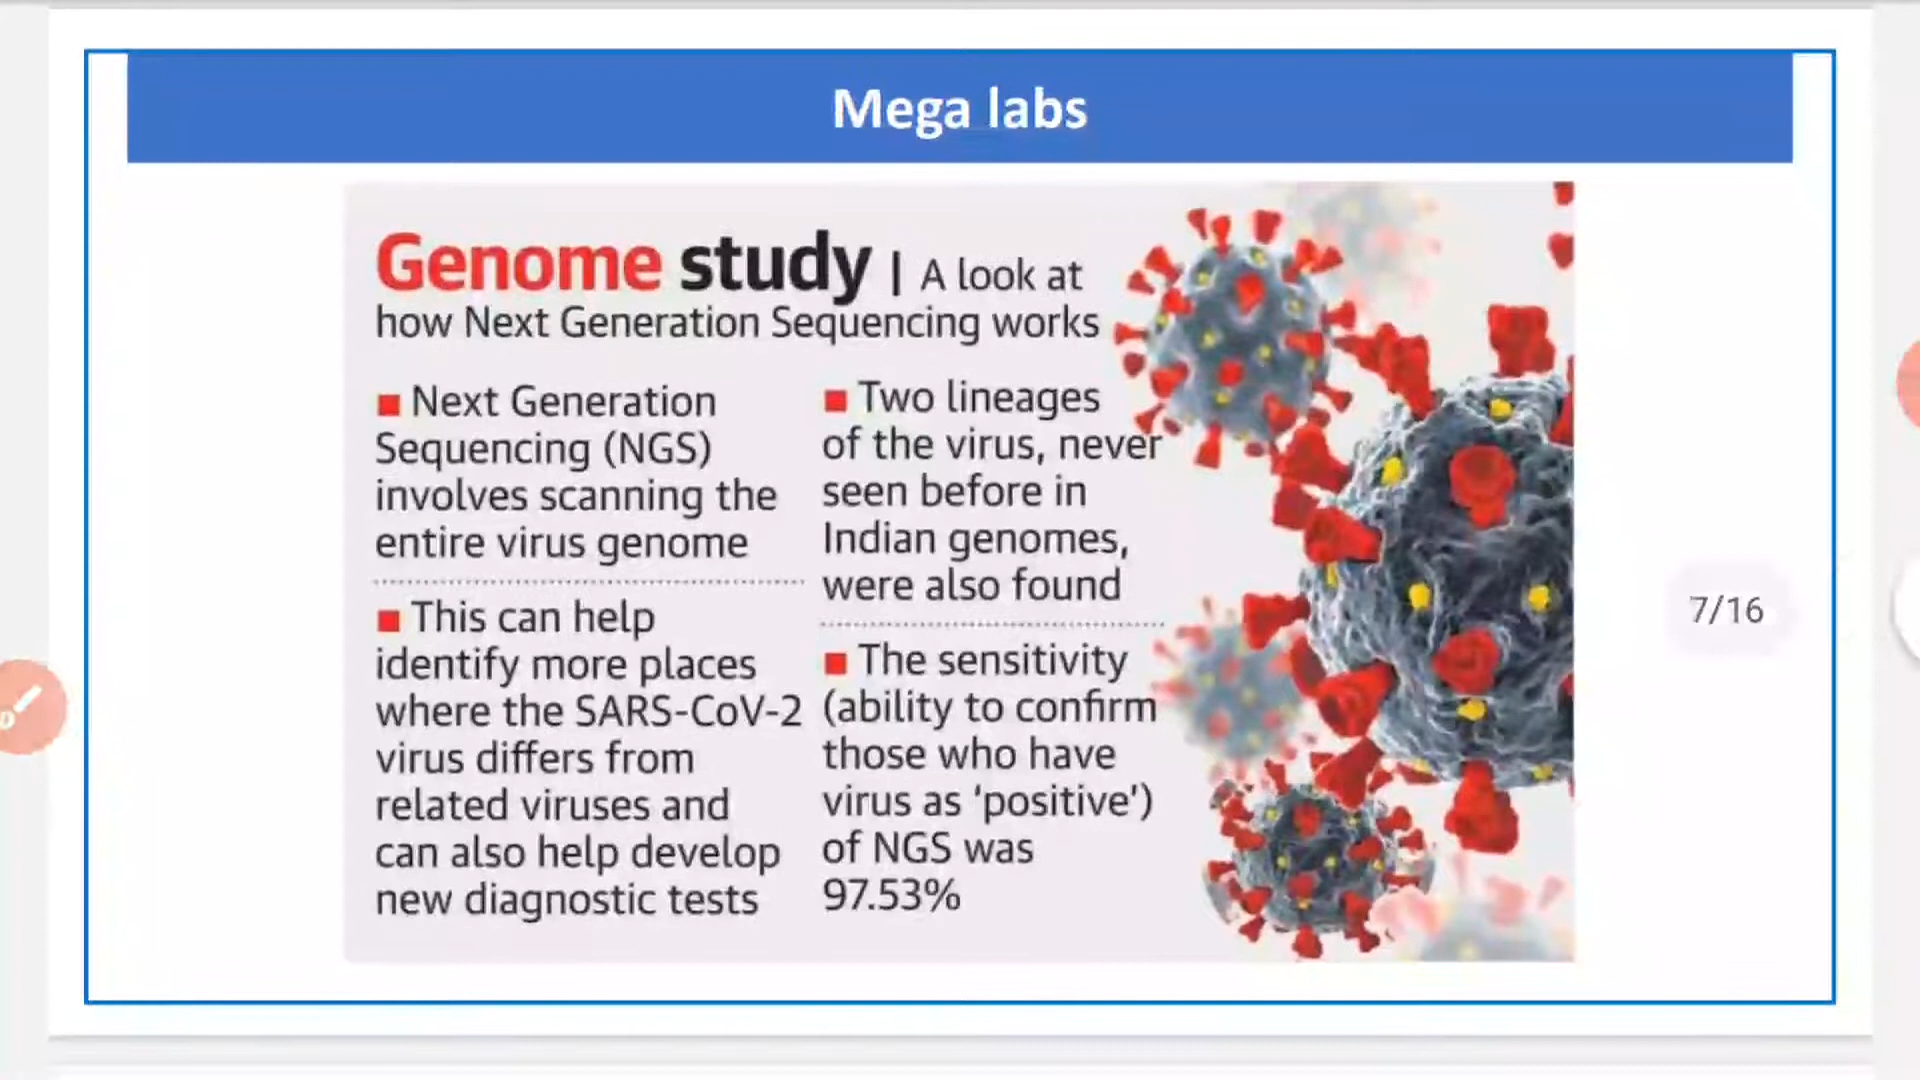 Mega labs
Genome study | A look at
how Next Generation Sequencing works
■ Next Generation
Sequencing (NGS)
involves scanning the
entire virus genome
■ This can help
identify more places
where the SARS-CoV-2
virus differs from
related viruses and
can also help develop
new diagnostic tests
■ Two lineages
of the virus, never
seen before in
Indian genomes,
were also found
■ The sensitivity
(ability to confirm
those who have
virus as ‘positive’)
of NGS was
97.53%
7/16